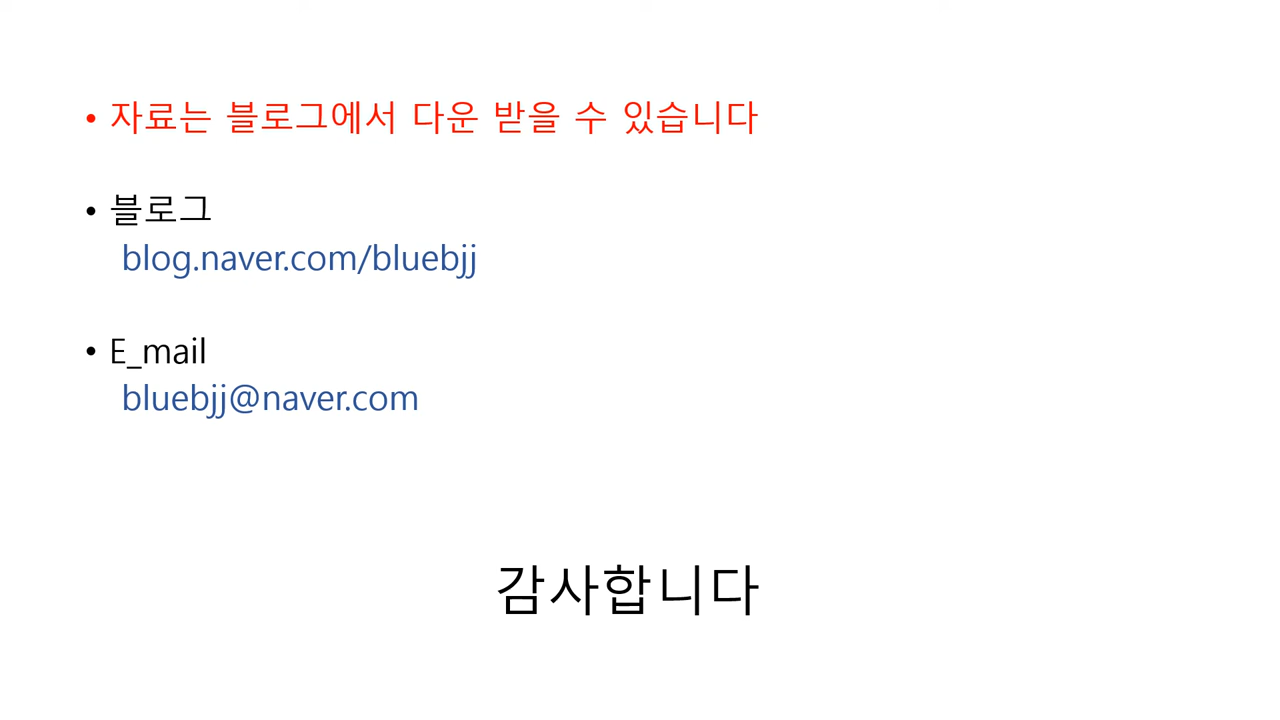 • 자료는 블로그에서 다운 받을 수 있습니다
• 블로그
blog.naver.com/bluebjj
• E_mail
bluebjj@naver.com
감사합니다